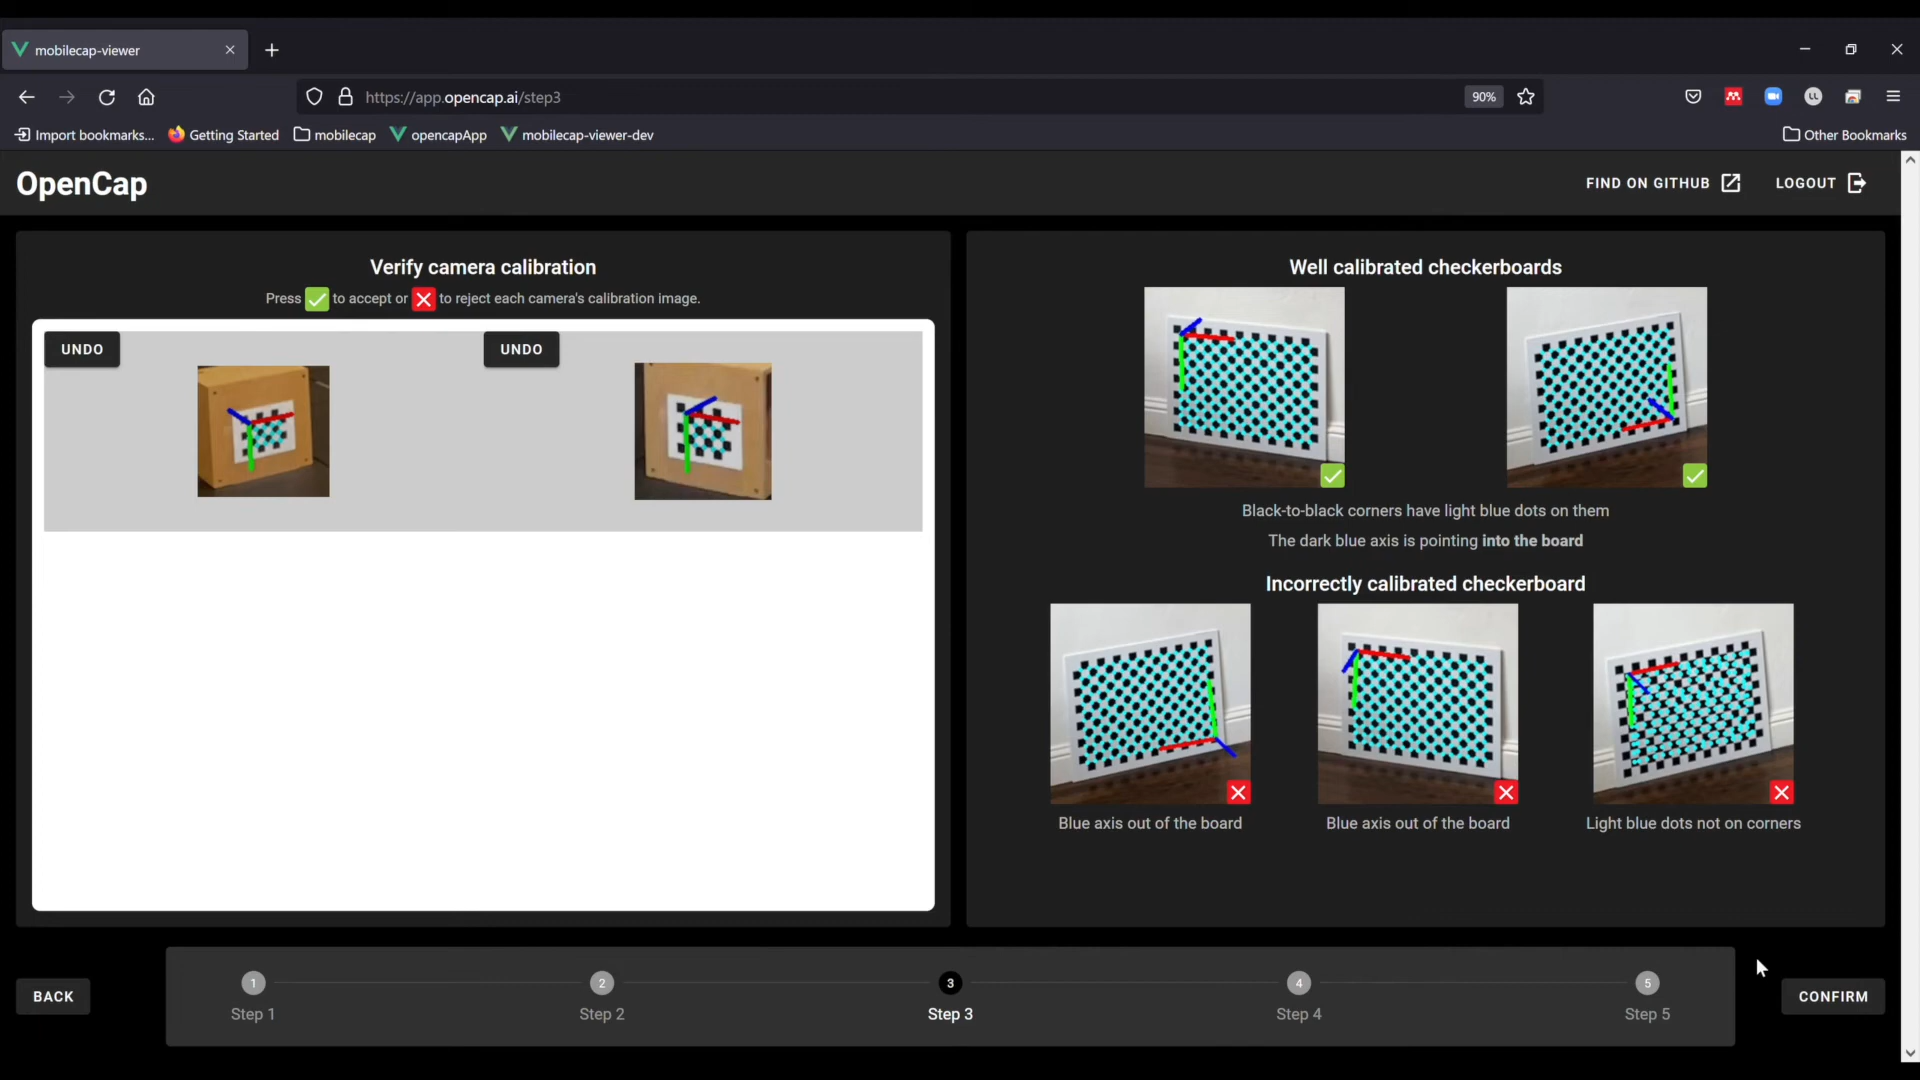 mobilecap-viewer
https://app.opencap.ai/step3
90%
Import bookmarks...
Getting Started
mobilecap
opencapApp
mobilecap-viewer-dev
Other Bookmarks
OpenCap
FIND ON GITHUB
LOGOUT
Verify camera calibration
Press to accept or to reject each camera's calibration image.
UNDO
UNDO
Well calibrated checkerboards
Black-to-black corners have light blue dots on them
The dark blue axis is pointing into the board
Incorrectly calibrated checkerboard
Blue axis out of the board
Blue axis out of the board
Light blue dots not on corners
BACK
1
Step 1
2
Step 2
3
Step 3
4
Step 4
5
Step 5
CONFIRM